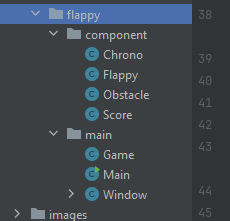 flappy
38
component
Chrono
39
Flappy
40
Obstacle
41
Score
42
main
43
Game
Main
44
Window
45
images